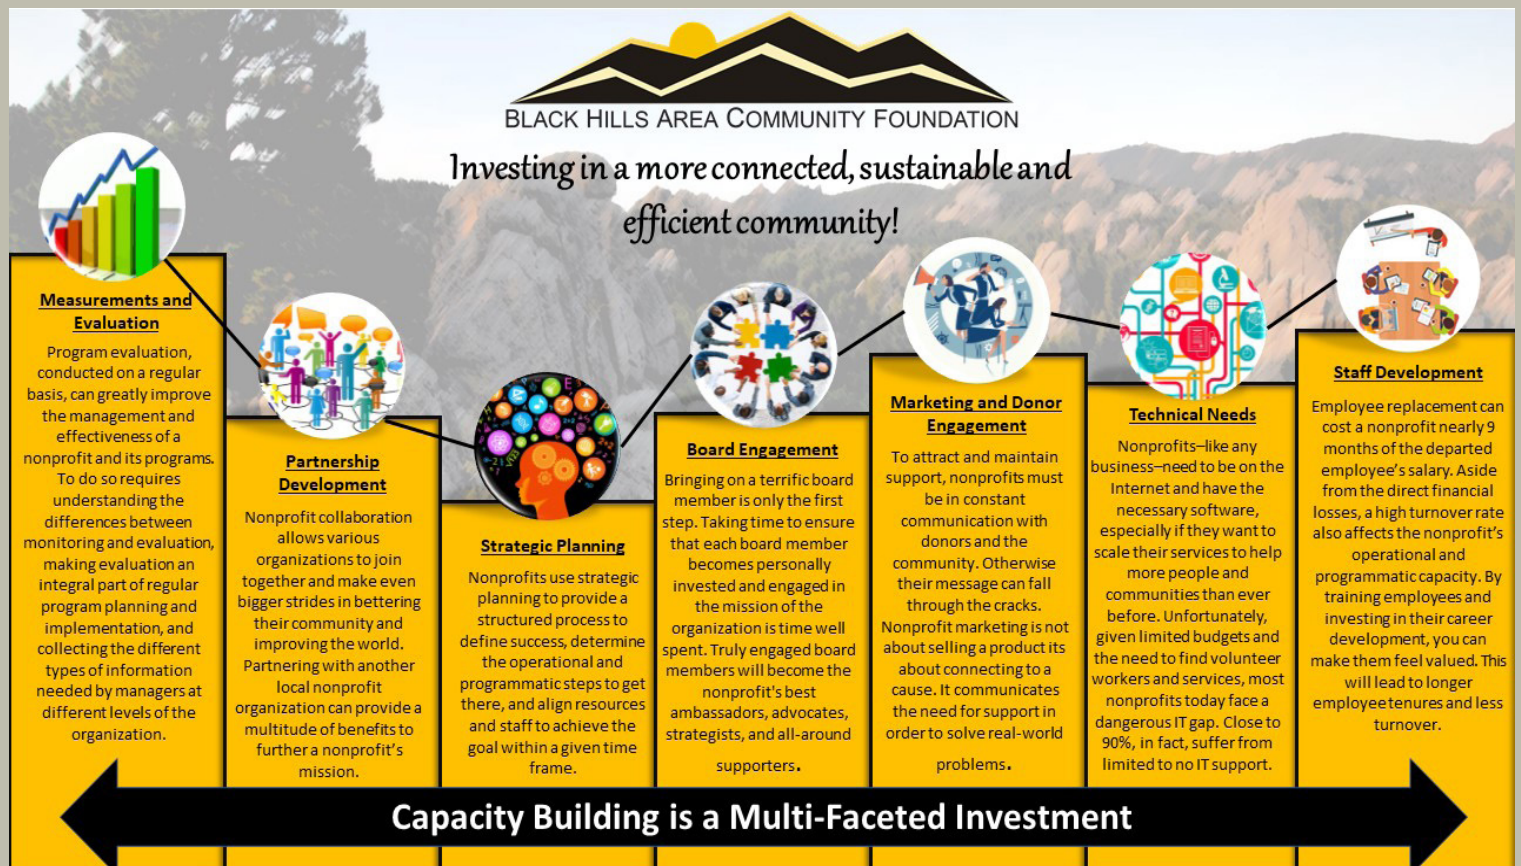 BLACK HILLS AREA COMMUNITY FOUNDATION
Investing in a more connected, sustainable and
efficient community!
Measurements and
Evaluation
Program evaluation,
conducted on a regular
basis, can greatly improve
the management and
effectiveness of a
nonprofit and its programs.
To do so requires
understanding the
differences between
monitoring and evaluation,
making evaluation an
integral part of regular
program planning and
implementation, and
collecting the different
types of information
needed by managers at
different levels of the
organization.
Partnership
Development
Nonprofit collaboration
allows various
organizations to join
together and make even
bigger strides in bettering
their community and
improving the world.
Partnering with another
local nonprofit
organization can provide a
multitude of benefits to
further a nonprofit's
mission.
Strategic Planning
Nonprofits use strategic
planning to provide a
structured process to
define success, determine
the operational and
programmatic steps to get
there, and align resources
and staff to achieve the
goal within a given time
frame.
Board Engagement
Bringing on a terrific board
member is only the first
step. Taking time to ensure
that each board member
becomes personally
invested and engaged in
the mission of the
organization is time well
spent. Truly engaged board
members will become the
nonprofit's best
ambassadors, advocates,
strategists, and all-around
supporters.
Marketing and Donor
Engagement
To attract and maintain
support, nonprofits must
be in constant
communication with
donors and the
community. Otherwise
their message can fall
through the cracks.
Nonprofit marketing is not
about selling a product its
about connecting to a
cause. It communicates
the need for support in
order to solve real-world
problems.
Technical Needs
Nonprofits–like any
business–need to be on the
Internet and have the
necessary software,
especially if they want to
scale their services to help
more people and
communities than ever
before. Unfortunately,
given limited budgets and
the need to find volunteer
workers and services, most
nonprofits today face a
dangerous IT gap. Close to
90%, in fact, suffer from
limited to no IT support.
Staff Development
Employee replacement can
cost a nonprofit nearly 9
months of the departed
employee's salary. Aside
from the direct financial
losses, a high turnover rate
also affects the nonprofit's
operational and
programmatic capacity. By
training employees and
investing in their career
development, you can
make them feel valued. This
will lead to longer
employee tenures and less
turnover.
Capacity Building is a Multi-Faceted Investment